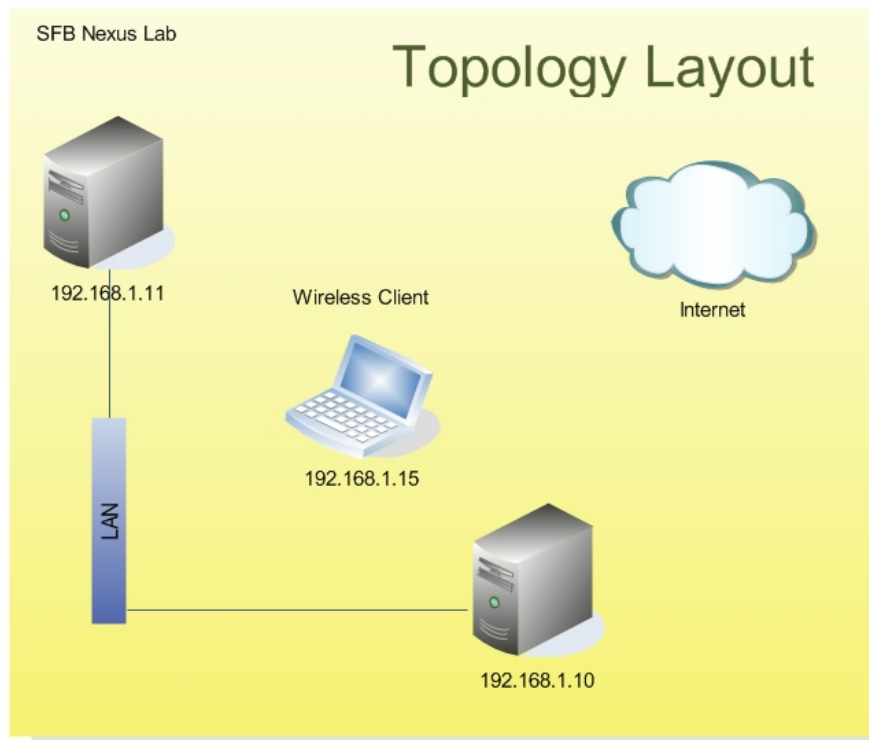 SFB Nexus Lab
Topology Layout
192.168.1.11
Wireless Client
Internet
192.168.1.15
LAN
192.168.1.10